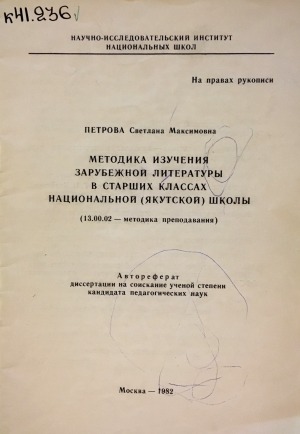 к41.236
НАУЧНО-ИССЛЕДОВАТЕЛЬСКИЙ ИНСТИТУТ
НАЦИОНАЛЬНЫХ ШКОЛ
На правах рукописи
ПЕТРОВА Светлана Максимовна
МЕТОДИКА ИЗУЧЕНИЯ
ЗАРУБЕЖНОЙ ЛИТЕРАТУРЫ
В СТАРШИХ КЛАССАХ
НАЦИОНАЛЬНОЙ (ЯКУТСКОЙ) ШКОЛЫ
(13.00.02 — методика преподавания)
Автореферат
диссертации на соискание ученой степени
кандидата педагогических наук
Москва — 1982